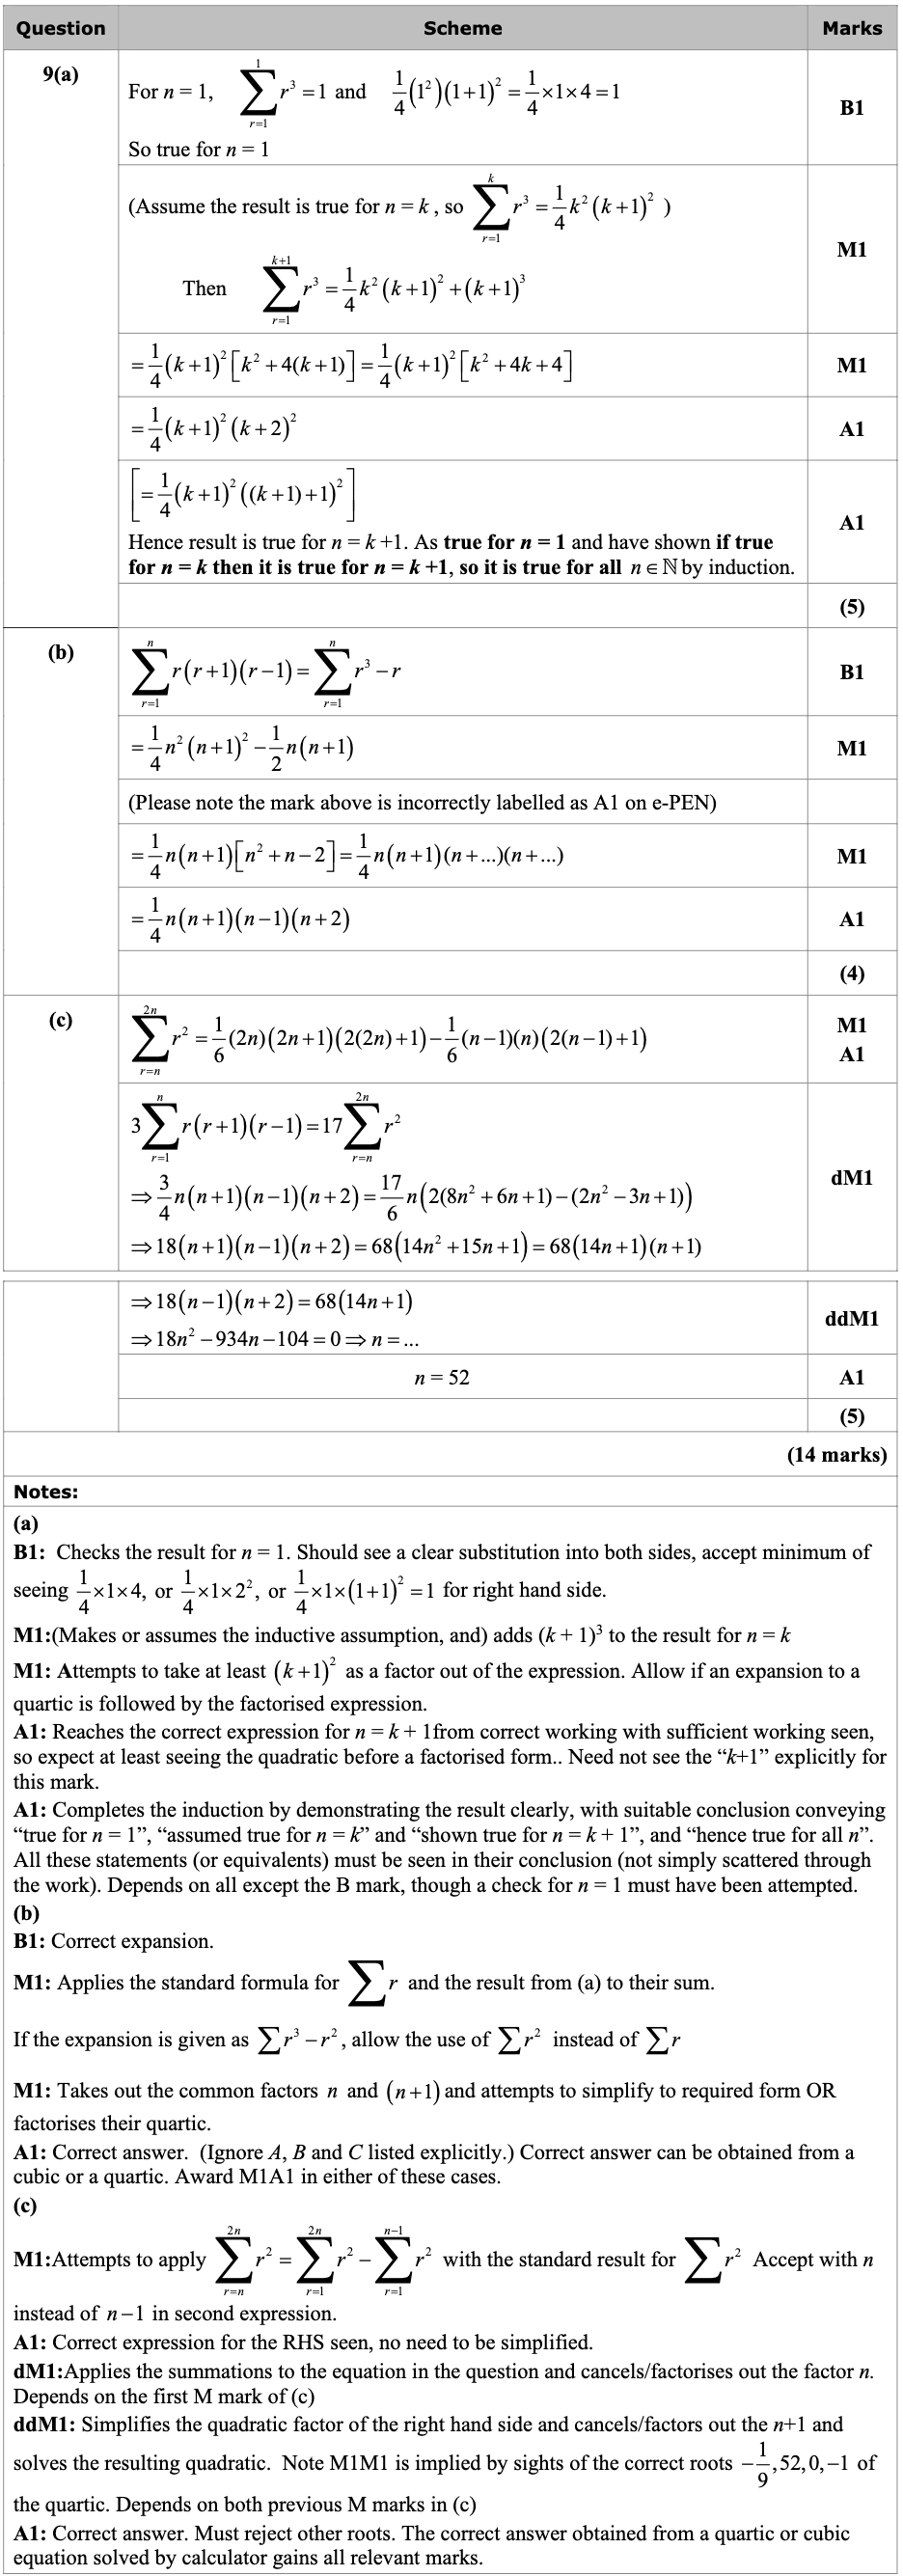 Question Scheme Marks
9(a)
For n = 1, \sum_{r=1}^{1} r^3 = 1 and \frac{1}{4}(1^2)(1+1)^2 = \frac{1}{4}×1×4 = 1
So true for n = 1
B1
(Assume the result is true for n = k, so \sum_{r=1}^{k} r^3 = \frac{1}{4}k^2(k+1)^2 )
Then \sum_{r=1}^{k+1} r^3 = \frac{1}{4}k^2(k+1)^2 + (k+1)^3
M1
= \frac{1}{4}(k+1)^2[k^2 + 4(k+1)] = \frac{1}{4}(k+1)^2[k^2 + 4k + 4] M1
= \frac{1}{4}(k+1)^2(k+2)^2 A1
[= \frac{1}{4}(k+1)^2((k+1)+1)^2]
Hence result is true for n = k +1. As true for n = 1 and have shown if true
for n = k then it is true for n = k +1, so it is true for all n ∈ ℕ by induction.
A1
(5)
(b) \sum_{r=1}^{n} r(r+1)(r−1) = \sum_{r=1}^{n} r^3 − r B1
= \frac{1}{4}n^2(n+1)^2 − \frac{1}{2}n(n+1) M1
(Please note the mark above is incorrectly labelled as A1 on e-PEN)
= \frac{1}{4}n(n+1)[n^2 + n − 2] = \frac{1}{4}n(n+1)(n+...)(n+...) M1
= \frac{1}{4}n(n+1)(n−1)(n+2) A1
(4)
(c) \sum_{r=n}^{2n} r^2 = \frac{1}{6}(2n)(2n+1)(2(2n)+1) − \frac{1}{6}(n−1)(n)(2(n−1)+1) M1
A1
3\sum_{r=1}^{n} r(r+1)(r−1) = 17\sum_{r=n}^{2n} r^2
⇒ \frac{3}{4}n(n+1)(n−1)(n+2) = \frac{17}{6}n(2(8n^2 + 6n + 1) − (2n^2 − 3n + 1))
⇒ 18(n+1)(n−1)(n+2) = 68(14n^2 + 15n + 1) = 68(14n+1)(n+1)
dM1
⇒ 18(n−1)(n+2) = 68(14n+1)
⇒ 18n^2 − 934n − 104 = 0 ⇒ n = ...
ddM1
n = 52 A1
(5)
(14 marks)
Notes:
(a)
B1: Checks the result for n = 1. Should see a clear substitution into both sides, accept minimum of
seeing \frac{1}{4}×1×4, or \frac{1}{4}×1×2^2, or \frac{1}{4}×1×(1+1)^2 = 1 for right hand side.
M1:(Makes or assumes the inductive assumption, and) adds (k + 1)^3 to the result for n = k
M1: Attempts to take at least (k+1)^2 as a factor out of the expression. Allow if an expansion to a
quartic is followed by the factorised expression.
A1: Reaches the correct expression for n = k + 1from correct working with sufficient working seen,
so expect at least seeing the quadratic before a factorised form.. Need not see the “k+1” explicitly for
this mark.
A1: Completes the induction by demonstrating the result clearly, with suitable conclusion conveying
“true for n = 1”, “assumed true for n = k” and “shown true for n = k + 1”, and “hence true for all n”.
All these statements (or equivalents) must be seen in their conclusion (not simply scattered through
the work). Depends on all except the B mark, though a check for n = 1 must have been attempted.
(b)
B1: Correct expansion.
M1: Applies the standard formula for \sum r and the result from (a) to their sum.
If the expansion is given as \sum r^3 − r^2, allow the use of \sum r^2 instead of \sum r
M1: Takes out the common factors n and (n+1) and attempts to simplify to required form OR
factorises their quartic.
A1: Correct answer. (Ignore A, B and C listed explicitly.) Correct answer can be obtained from a
cubic or a quartic. Award M1A1 in either of these cases.
(c)
M1:Attempts to apply \sum_{r=n}^{2n} r^2 = \sum_{r=1}^{2n} r^2 − \sum_{r=1}^{n−1} r^2 with the standard result for \sum r^2 Accept with n
instead of n−1 in second expression.
A1: Correct expression for the RHS seen, no need to be simplified.
dM1:Applies the summations to the equation in the question and cancels/factorises out the factor n.
Depends on the first M mark of (c)
ddM1: Simplifies the quadratic factor of the right hand side and cancels/factors out the n+1 and
solves the resulting quadratic. Note M1M1 is implied by sights of the correct roots −\frac{1}{9}, 52, 0, −1 of
the quartic. Depends on both previous M marks in (c)
A1: Correct answer. Must reject other roots. The correct answer obtained from a quartic or cubic
equation solved by calculator gains all relevant marks.